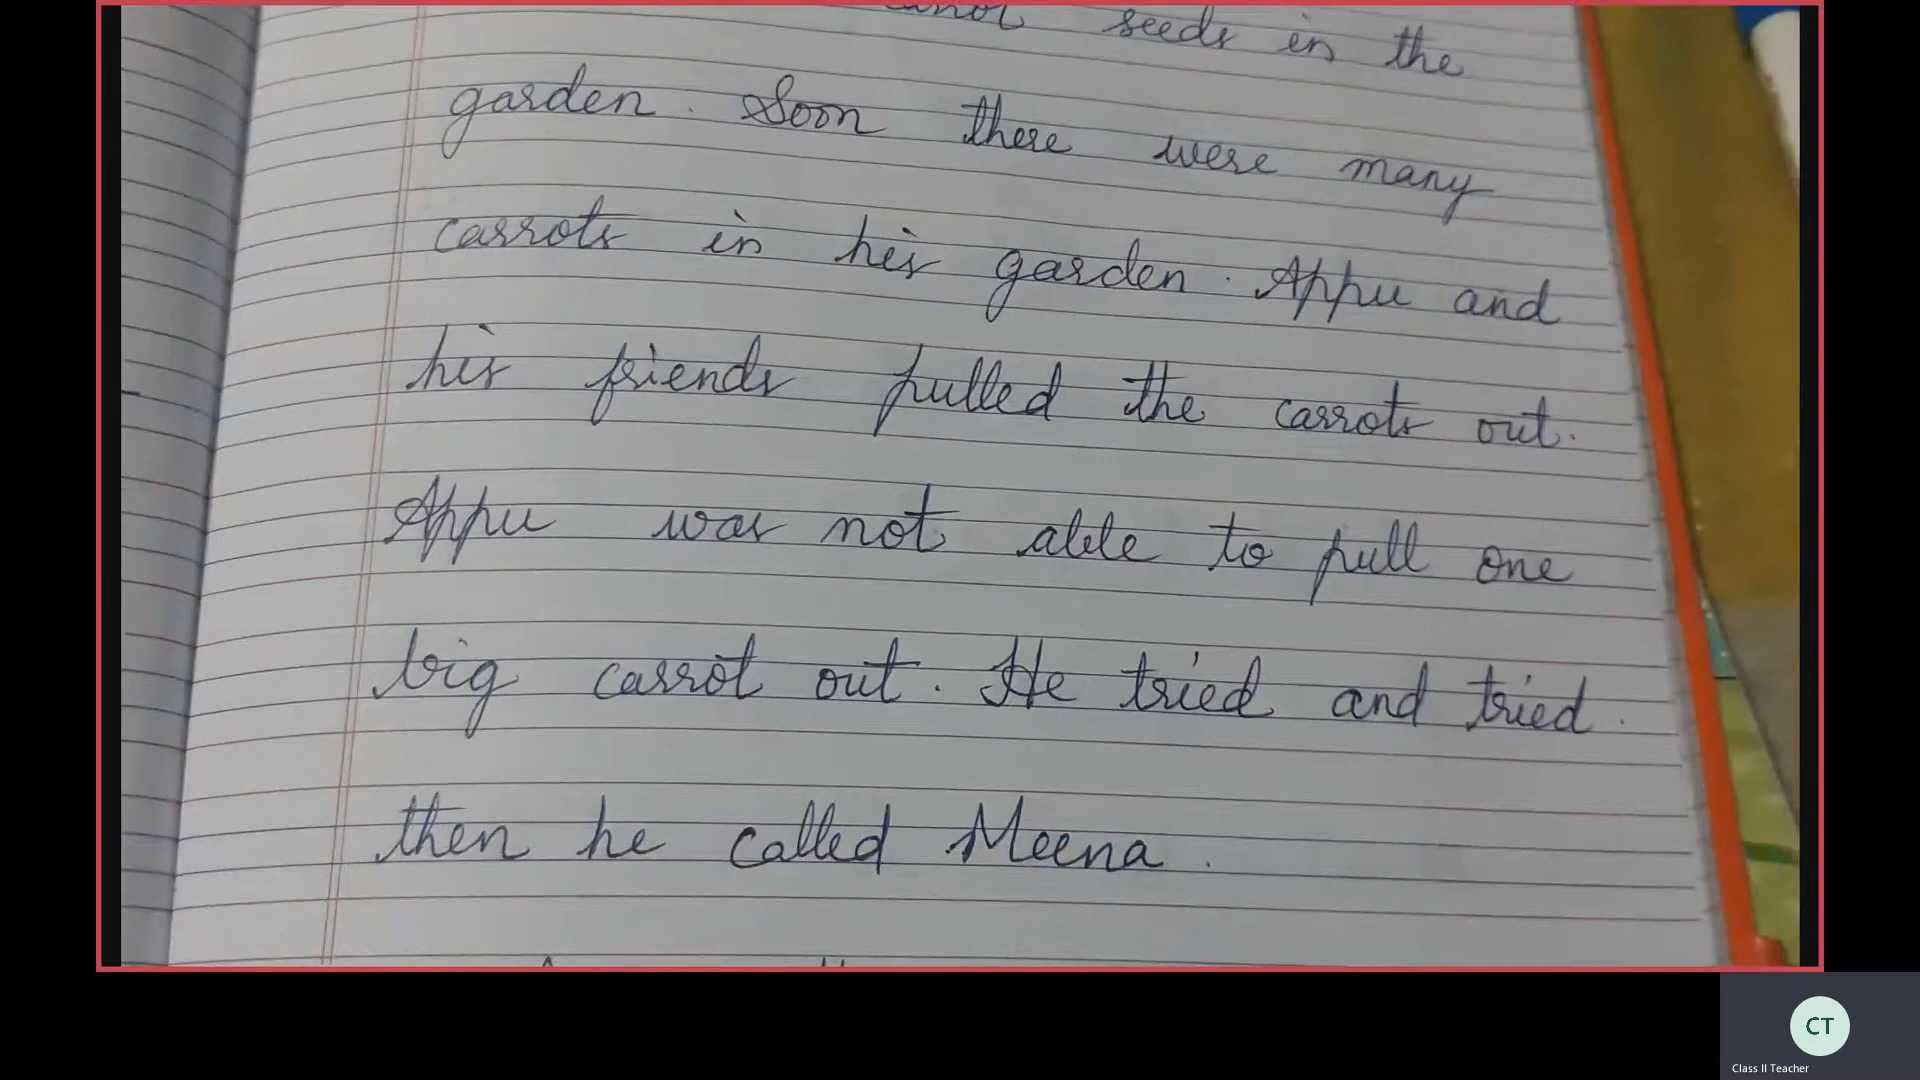 seeds in the
garden. Soon there were many
carrots in his garden. Appu and
his friends pulled the carrots out.
Appu was not able to pull one
big carrot out. He tried and tried.
then he called Meena.
CT
Class II Teacher